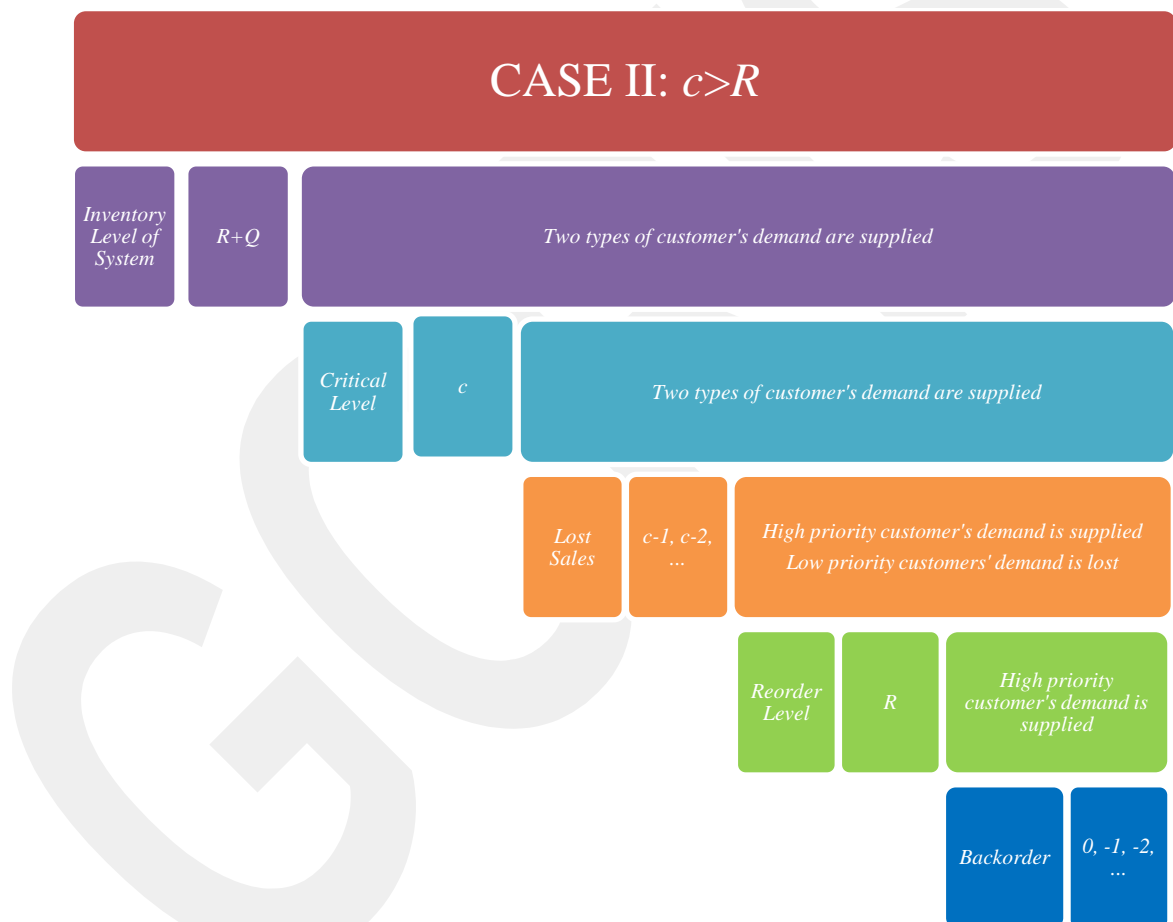 CASE II: c>R
Inventory
Level of
System
R+Q
Two types of customer's demand are supplied
Critical
Level
c
Two types of customer's demand are supplied
Lost
Sales
c-1, c-2,
...
High priority customer's demand is supplied
Low priority customers' demand is lost
Reorder
Level
R
High priority
customer's demand is
supplied
Backorder
0, -1, -2,
...